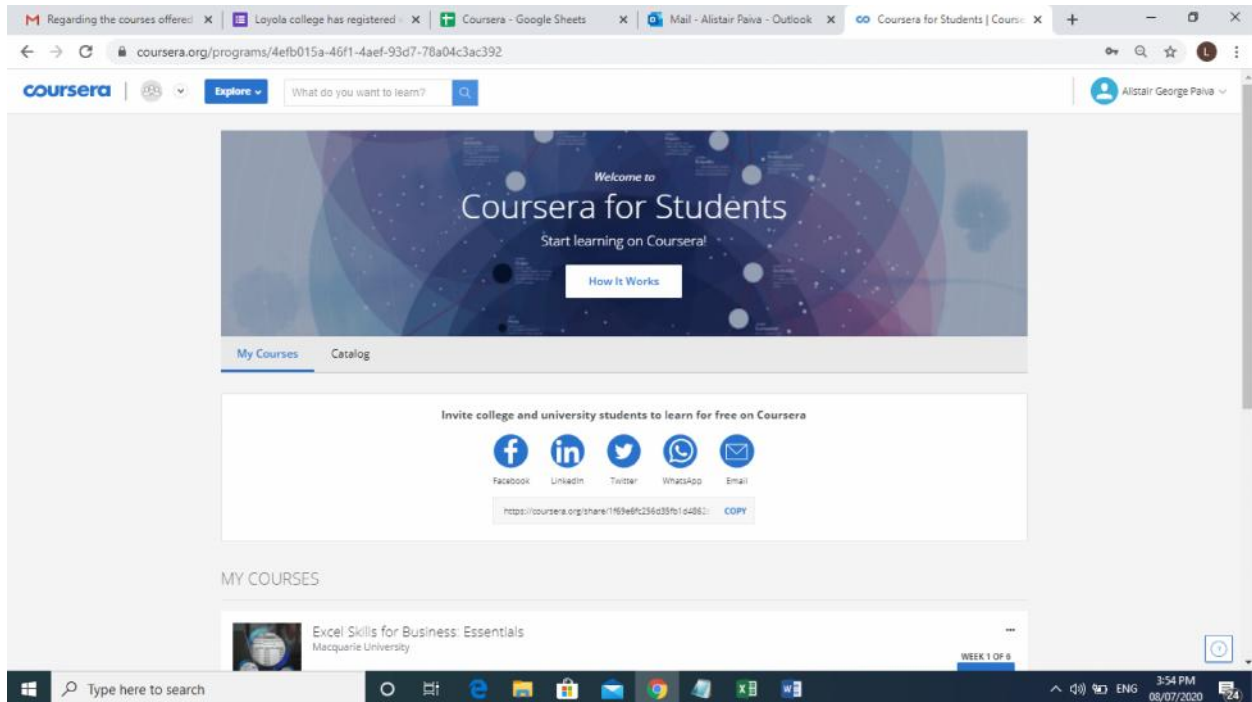 Regarding the courses offered
Loyola college has registered
Coursera - Google Sheets
Mail - Alistair Paiva - Outlook
Coursera for Students | Course
coursera.org/programs/4efb015a-46f1-4aef-93d7-78a04c3ac392
L
coursera
Explore
What do you want to learn?
Alistair George Paiva
Welcome to
Coursera for Students
Start learning on Coursera!
How It Works
My Courses
Catalog
Invite college and university students to learn for free on Coursera
Facebook
LinkedIn
Twitter
WhatsApp
Email
COPY
MY COURSES
Excel Skills for Business: Essentials
Macquarie University
WEEK 1 OF 6
Type here to search
ENG
3:54 PM
08/07/2020
24